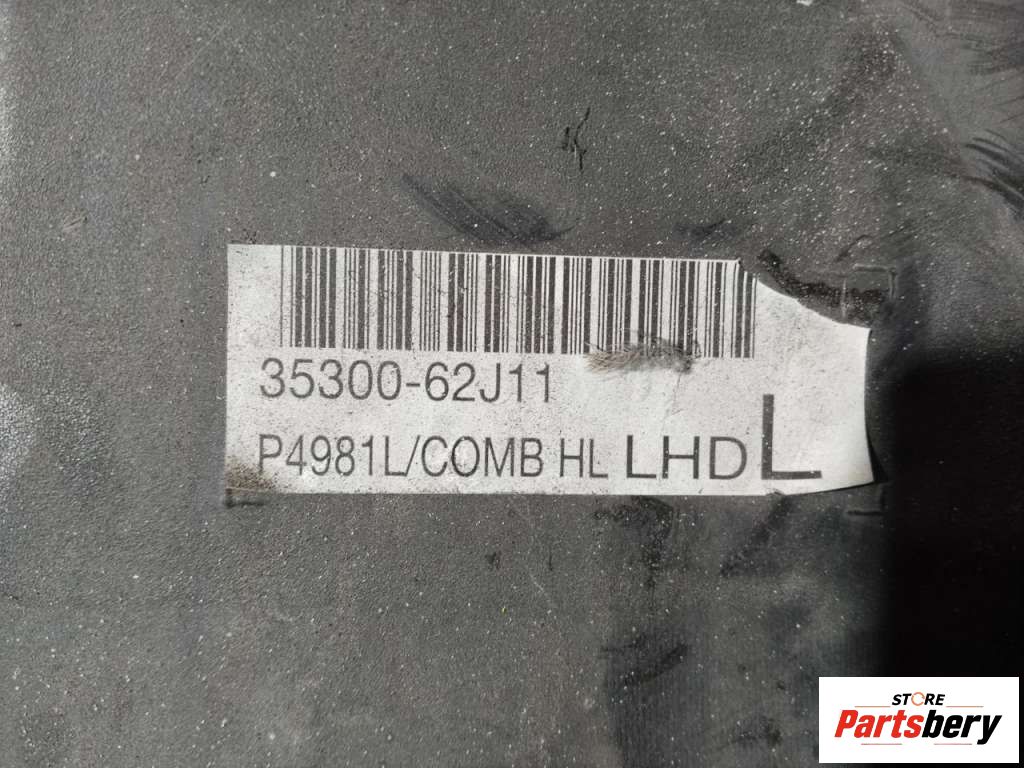 35300-62J11
P4981L/COMB HL LHD L
STORE
Partsbery